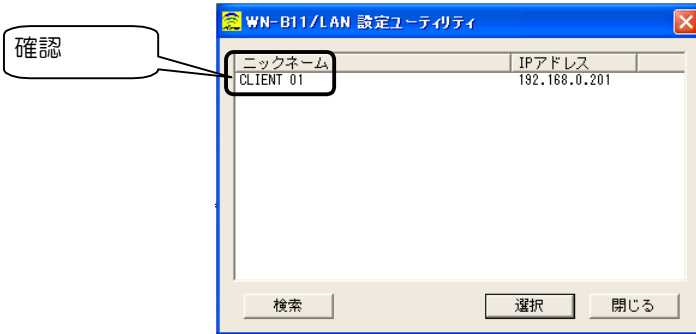 確認
WN-B11/LAN 設定ユーティリティ
ニックネーム IPアドレス
CLIENT 01 192.168.0.201
検索 選択 閉じる